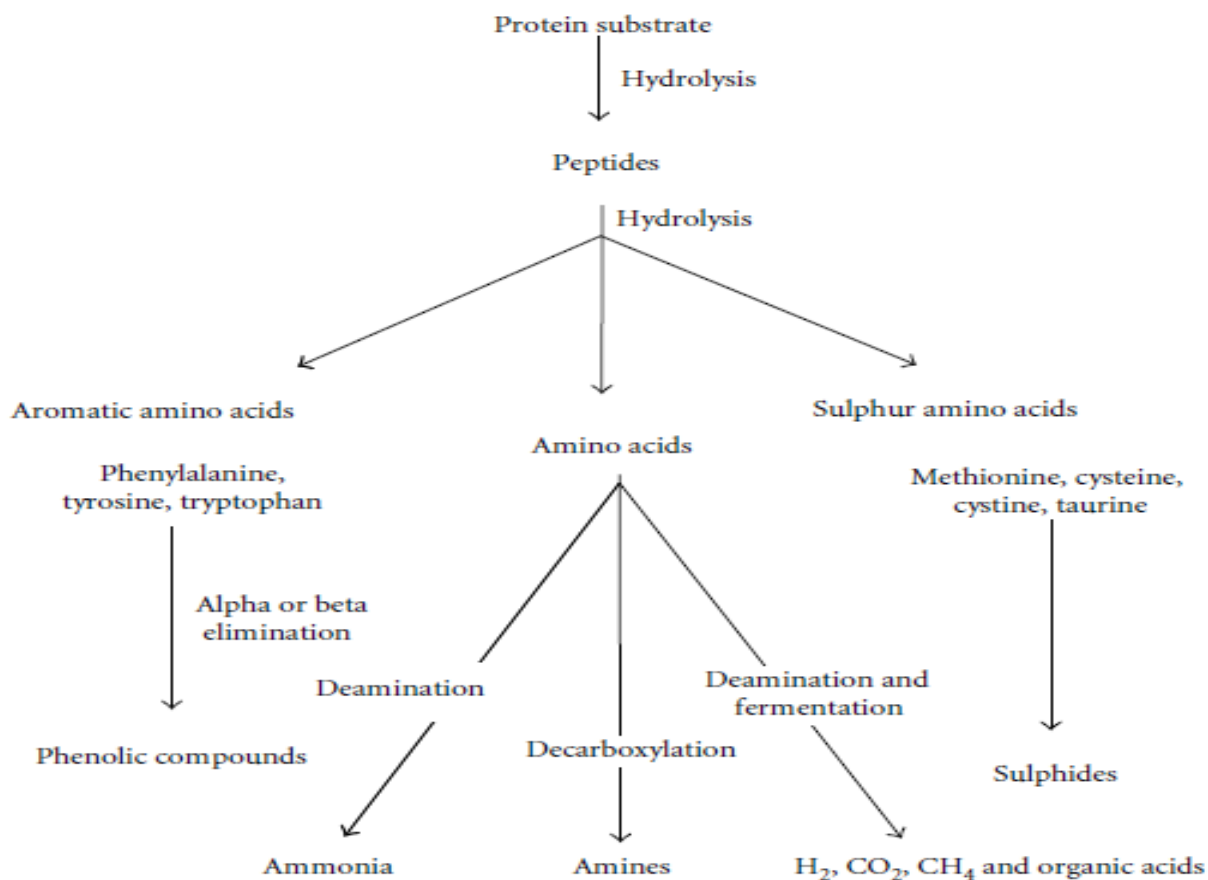 Protein substrate
Hydrolysis
Peptides
Hydrolysis
Aromatic amino acids
Sulphur amino acids
Amino acids
Phenylalanine,
tyrosine, tryptophan
Methionine, cysteine,
cystine, taurine
Alpha or beta
elimination
Deamination
Deamination and
fermentation
Decarboxylation
Phenolic compounds
Sulphides
Ammonia
Amines
H₂, CO₂, CH₄ and organic acids